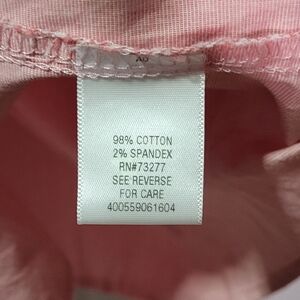 98% COTTON
2% SPANDEX
RN#73277
SEE REVERSE
FOR CARE
400559061604